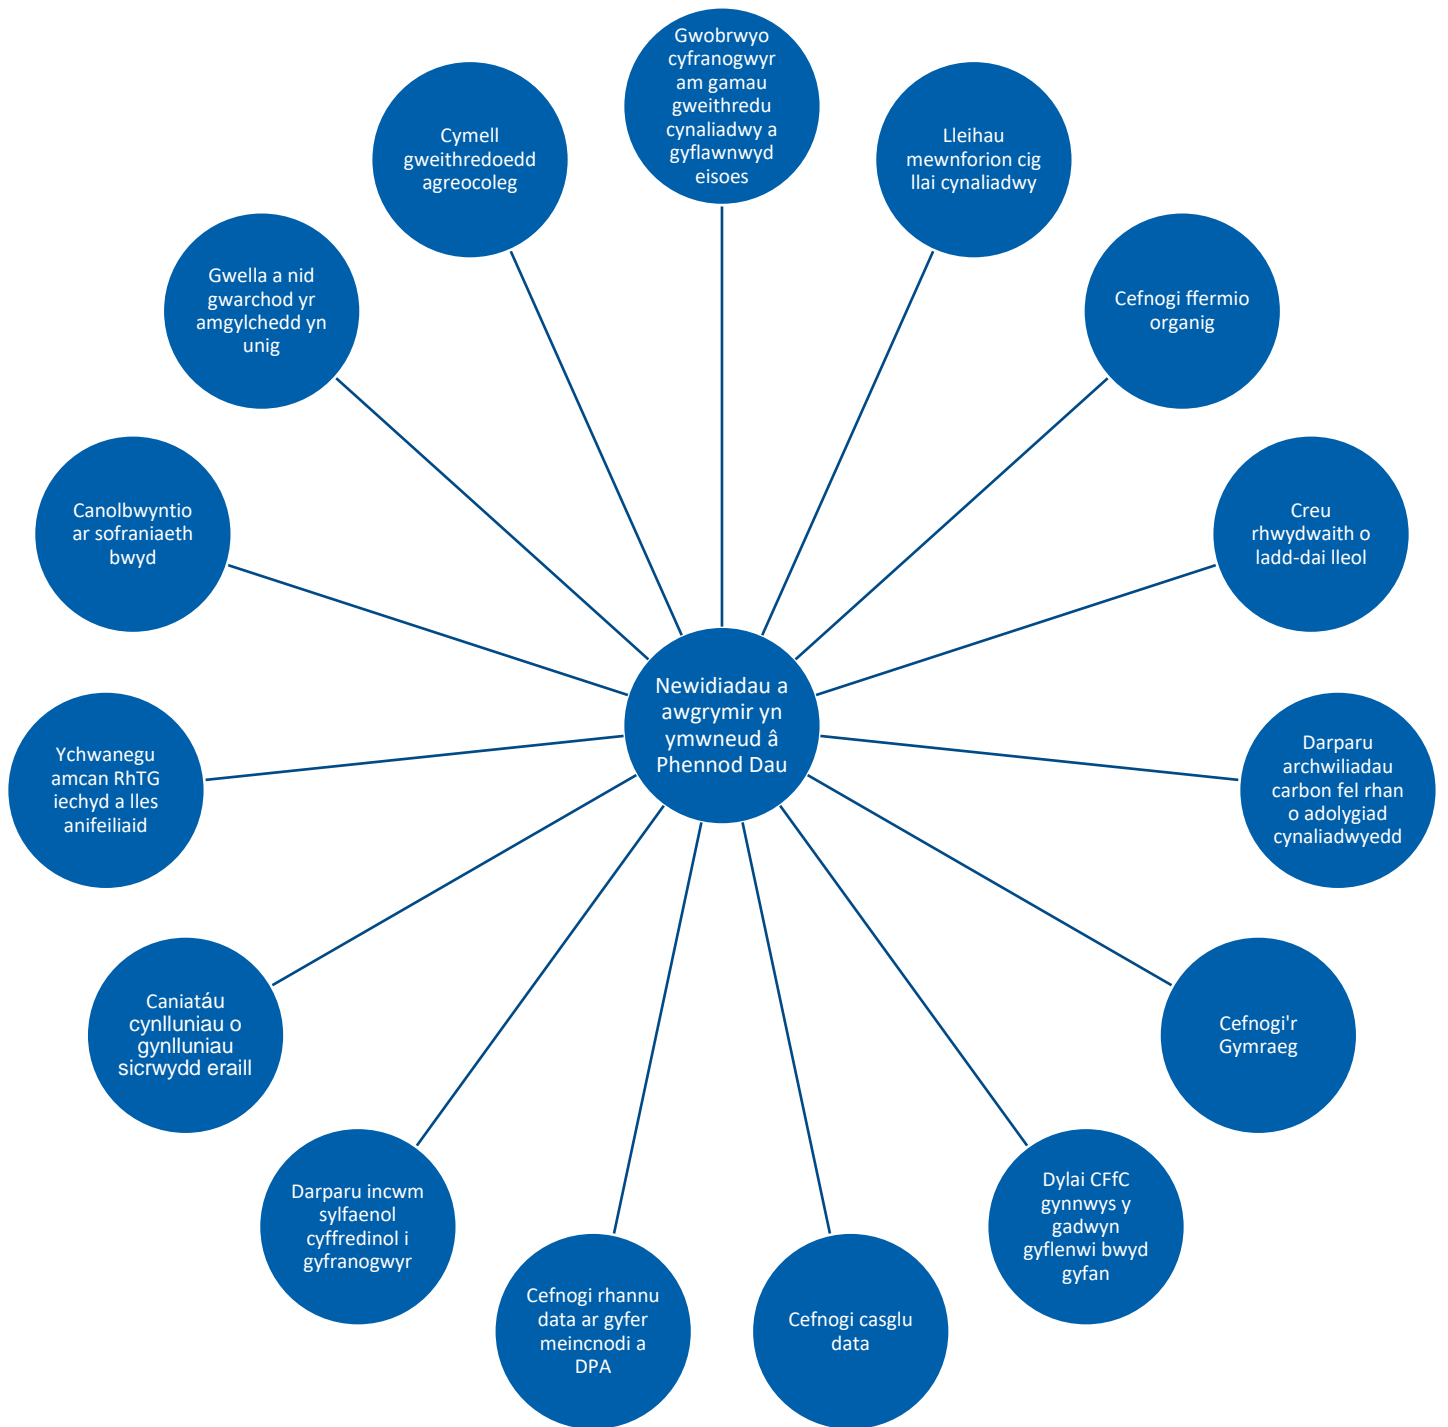 Gwobrwyo
cyfranogwyr
am gamau
gweithredu
cynaliadwy a
gyflawnwyd
eisoes
Lleihau
mewnforion cig
llai cynaliadwy
Cefnogi ffermio
organig
Creu
rhwydwaith o
ladd-dai lleol
Darparu
archwiliadau
carbon fel rhan
o adolygiad
cynaliadwyedd
Cefnogi'r
Gymraeg
Dylai CFfC
gynnwys y
gadwyn
gyflenwi bwyd
gyfan
Cefnogi casglu
data
Cefnogi rhannu
data ar gyfer
meincnodi a
DPA
Darparu incwm
sylfaenol
cyffredinol i
gyfranogwyr
Caniatáu
cynlluniau o
gynlluniau
sicrwydd eraill
Ychwanegu
amcan RhTG
iechyd a lles
anifeiliaid
Canolbwyntio
ar sofraniaeth
bwyd
Gwella a nid
gwarchod yr
amgylchedd yn
unig
Cymell
gweithredoedd
agreocoleg
Newidiadau a
awgrymir yn
ymwneud â
Phennod Dau